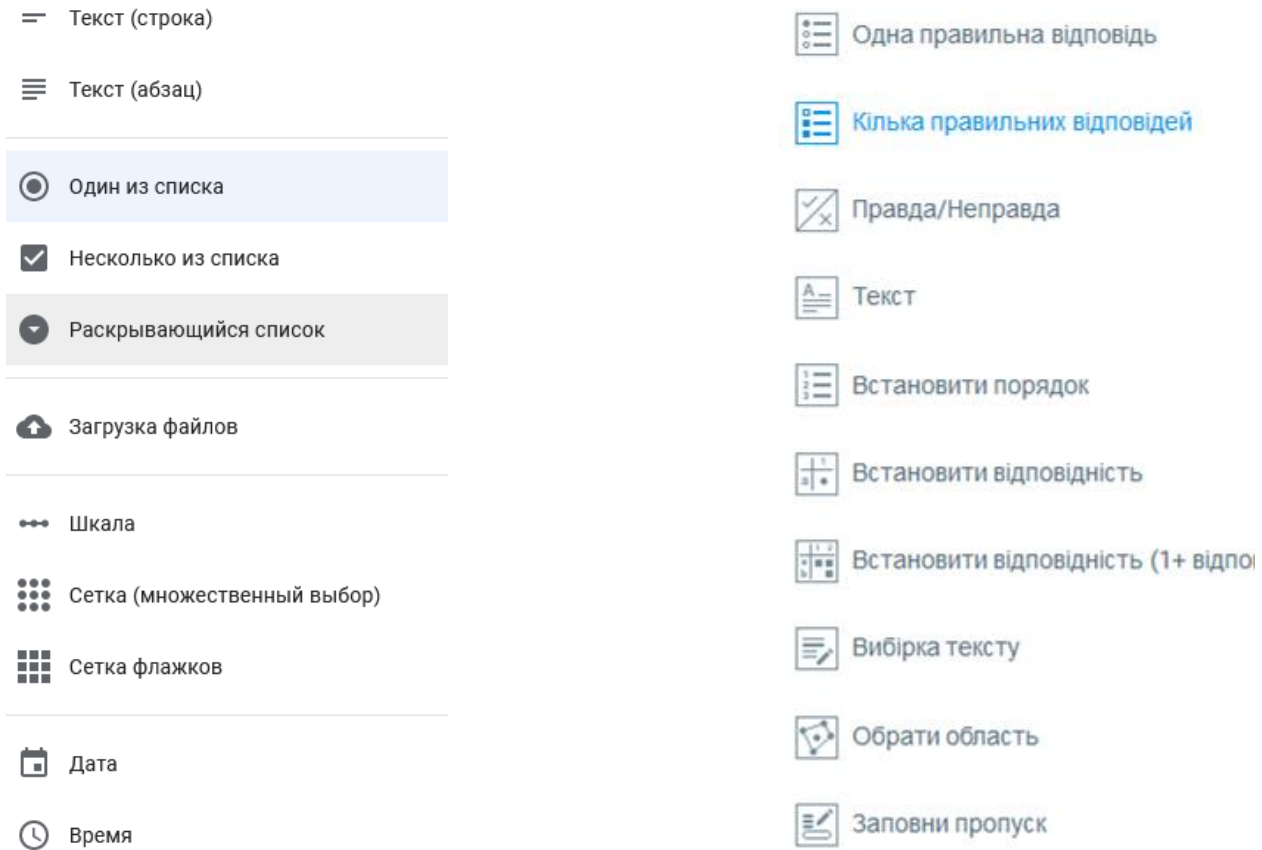 Текст (строка)
Текст (абзац)
Один из списка
Несколько из списка
Раскрывающийся список
Загрузка файлов
Шкала
Сетка (множественный выбор)
Сетка флажков
Дата
Время
Одна правильна відповідь
Кілька правильних відповідей
Правда/Неправда
Текст
Встановити порядок
Встановити відповідність
Встановити відповідність (1+ відпо
Вибірка тексту
Обрати область
Заповни пропуск